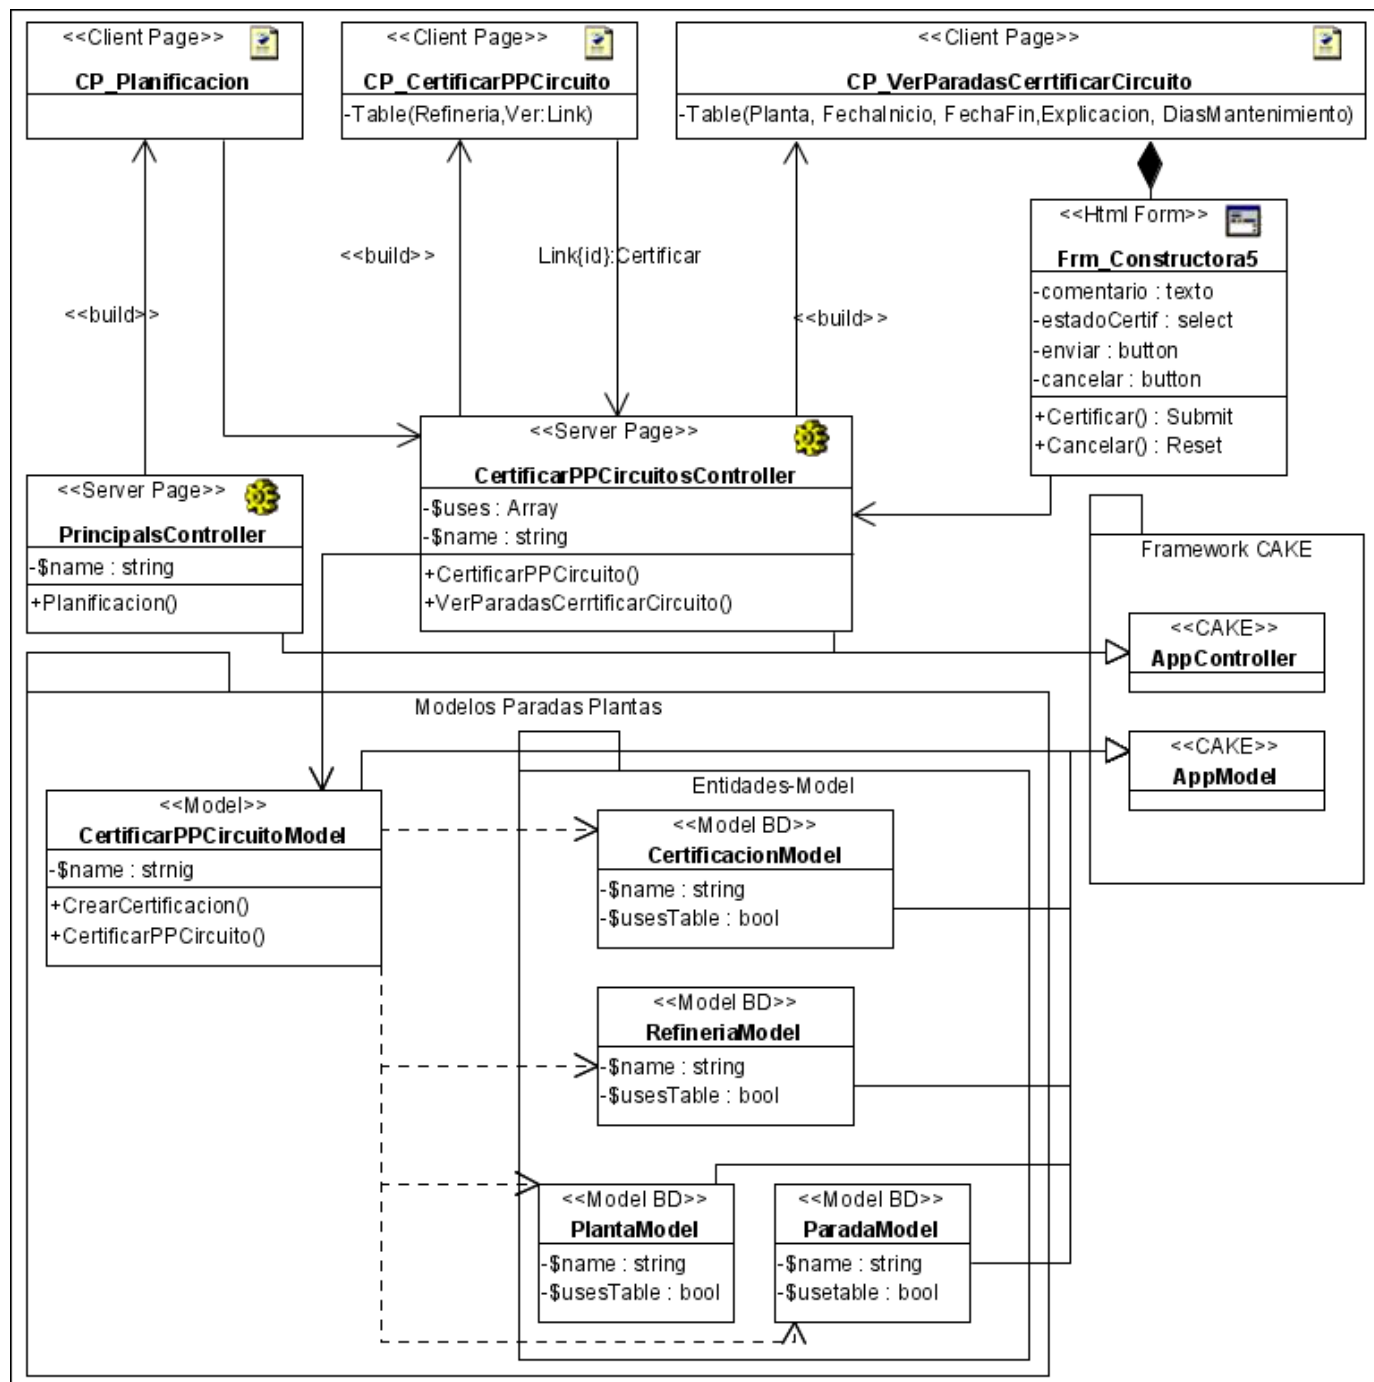 <<Client Page>>
CP_Planificacion
<<Client Page>>
CP_CertificarPPCircuito
-Table(Refineria,Ver:Link)
<<Client Page>>
CP_VerParadasCerrtificarCircuito
-Table(Planta, FechaInicio, FechaFin,Explicacion, DiasMantenimiento)
<<Html Form>>
Frm_Constructora5
-comentario : texto
-estadoCertif : select
-enviar : button
-cancelar : button
+Certificar() : Submit
+Cancelar() : Reset
<<build>>
<<build>>
Link{id}:Certificar
<<build>>
<<Server Page>>
PrincipalsController
-$name : string
+Planificacion()
<<Server Page>>
CertificarPPCircuitosController
-$uses : Array
-$name : string
+CertificarPPCircuito()
+VerParadasCerrtificarCircuito()
Framework CAKE
<<CAKE>>
AppController
<<CAKE>>
AppModel
Modelos Paradas Plantas
<<Model>>
CertificarPPCircuitoModel
-$name : strnig
+CrearCertificacion()
+CertificarPPCircuito()
Entidades-Model
<<Model BD>>
CertificacionModel
-$name : string
-$usesTable : bool
<<Model BD>>
RefineriaModel
-$name : string
-$usesTable : bool
<<Model BD>>
PlantaModel
-$name : string
-$usesTable : bool
<<Model BD>>
ParadaModel
-$name : string
-$usetable : bool